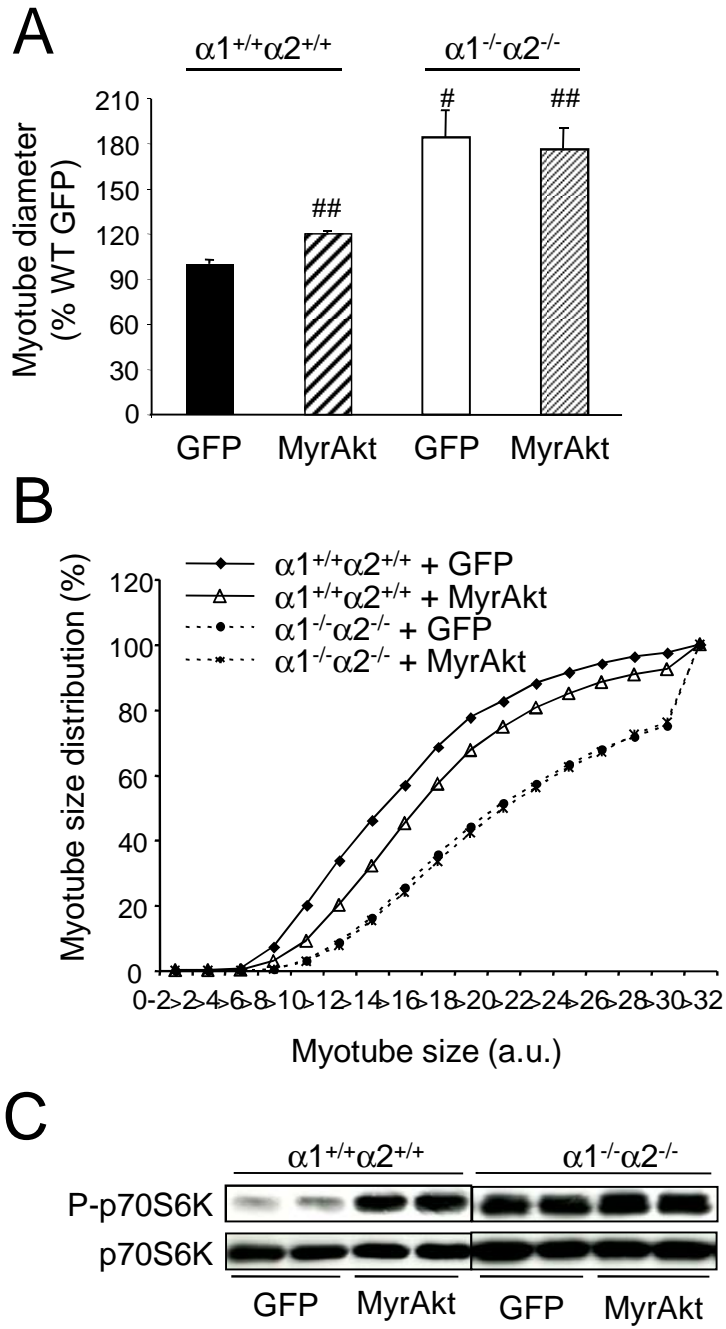 A
α1+/+α2+/+ α1-/-α2-/-
Myotube diameter
(% WT GFP)
210
180
150
120
90
60
30
0
##
#
##
GFP MyrAkt GFP MyrAkt
B
α1+/+α2+/+ + GFP
α1+/+α2+/+ + MyrAkt
α1-/-α2-/- + GFP
α1-/-α2-/- + MyrAkt
Myotube size distribution (%)
120
100
80
60
40
20
0
0-2 >2 >4 >6 >8 >10 >12 >14 >16 >18 >20 >22 >24 >26 >28 >30 >32
Myotube size (a.u.)
C
α1+/+α2+/+ α1-/-α2-/-
P-p70S6K
p70S6K
GFP MyrAkt GFP MyrAkt